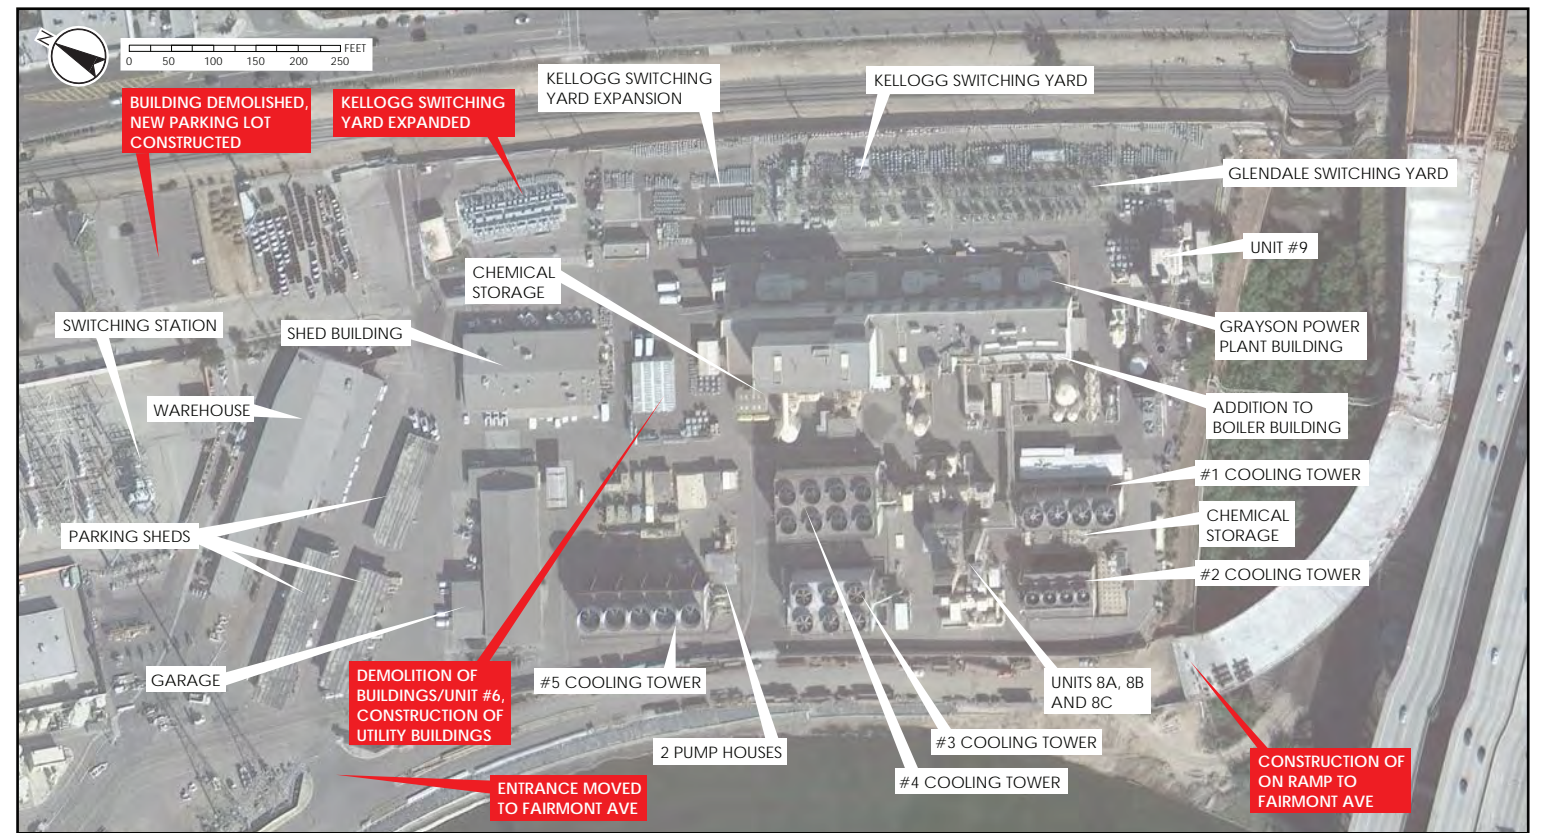 N
FEET
0 50 100 150 200 250
BUILDING DEMOLISHED,
NEW PARKING LOT
CONSTRUCTED
KELLOGG SWITCHING
YARD EXPANDED
KELLOGG SWITCHING
YARD EXPANSION
KELLOGG SWITCHING YARD
GLENDALE SWITCHING YARD
UNIT #9
CHEMICAL
STORAGE
SWITCHING STATION
SHED BUILDING
GRAYSON POWER
PLANT BUILDING
WAREHOUSE
ADDITION TO
BOILER BUILDING
#1 COOLING TOWER
CHEMICAL
STORAGE
PARKING SHEDS
#2 COOLING TOWER
GARAGE
DEMOLITION OF
BUILDINGS/UNIT #6,
CONSTRUCTION OF
UTILITY BUILDINGS
#5 COOLING TOWER
UNITS 8A, 8B
AND 8C
2 PUMP HOUSES
#3 COOLING TOWER
#4 COOLING TOWER
ENTRANCE MOVED
TO FAIRMONT AVE
CONSTRUCTION OF
ON RAMP TO
FAIRMONT AVE